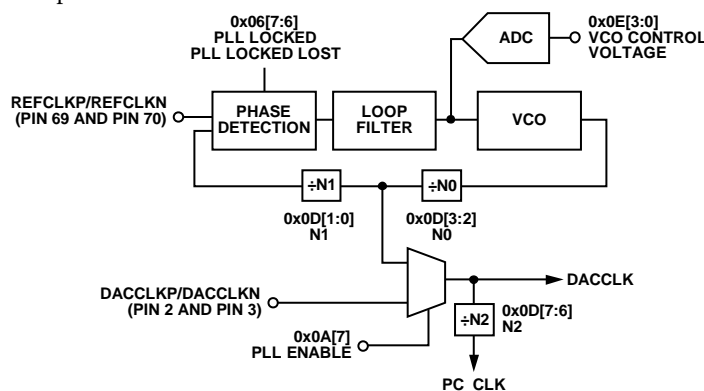 0x06[7:6]
PLL LOCKED
PLL LOCKED LOST
ADC
0x0E[3:0]
VCO CONTROL
VOLTAGE
REFCLKP/REFCLKN
(PIN 69 AND PIN 70)
PHASE
DETECTION
LOOP
FILTER
VCO
÷N1
÷N0
0x0D[1:0]
N1
0x0D[3:2]
N0
DACCLK
DACCLKP/DACCLKN
(PIN 2 AND PIN 3)
÷N2
0x0D[7:6]
N2
0x0A[7]
PLL ENABLE
PC_CLK